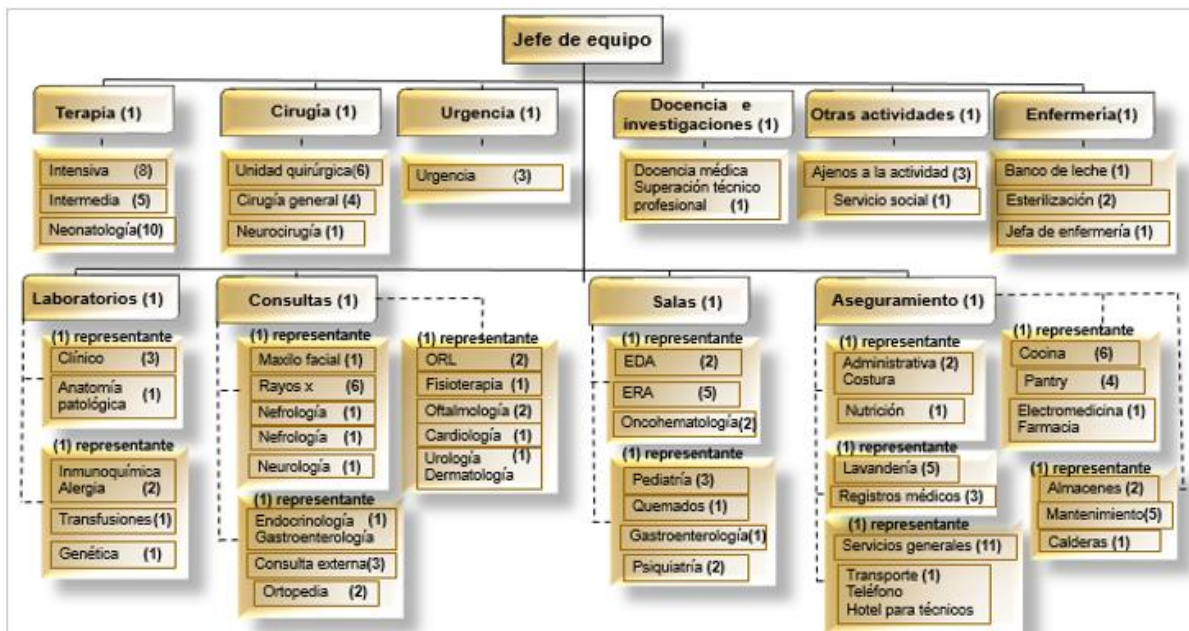 Jefe de equipo
Terapia (1)
Intensiva (8)
Intermedia (5)
Neonatología(10)
Cirugía (1)
Unidad quirúrgica(6)
Cirugía general (4)
Neurocirugía (1)
Urgencia (1)
Urgencia (3)
Docencia e
investigaciones (1)
Docencia médica
Superación técnico
profesional (1)
Otras actividades (1)
Ajenos a la actividad (3)
Servicio social (1)
Enfermería(1)
Banco de leche (1)
Esterilización (2)
Jefa de enfermería (1)
Laboratorios (1)
(1) representante
Clínico (3)
Anatomía
patológica (1)
(1) representante
Inmunoquímica
Alergia (2)
Transfusiones (1)
Genética (1)
Consultas (1)
(1) representante
Maxilo facial (1)
Rayos x (6)
Nefrología (1)
Nefrología (1)
Neurología (1)
(1) representante
Endocrinología (1)
Gastroenterología
Consulta externa(3)
Ortopedia (2)
(1) representante
ORL (2)
Fisioterapia (1)
Oftalmología (2)
Cardiología (1)
Urología (1)
Dermatología
Salas (1)
(1) representante
EDA (2)
ERA (5)
Oncohematología(2)
(1) representante
Pediatría (3)
Quemados (1)
Gastroenterología(1)
Psiquiatría (2)
Aseguramiento (1)
(1) representante
Administrativa (2)
Costura
Nutrición (1)
(1) representante
Lavandería (5)
Registros médicos (3)
(1) representante
Servicios generales (11)
Transporte (1)
Teléfono
Hotel para técnicos
(1) representante
Cocina (6)
Pantry (4)
Electromedicina (1)
Farmacia
(1) representante
Almacenes (2)
Mantenimiento(5)
Calderas (1)